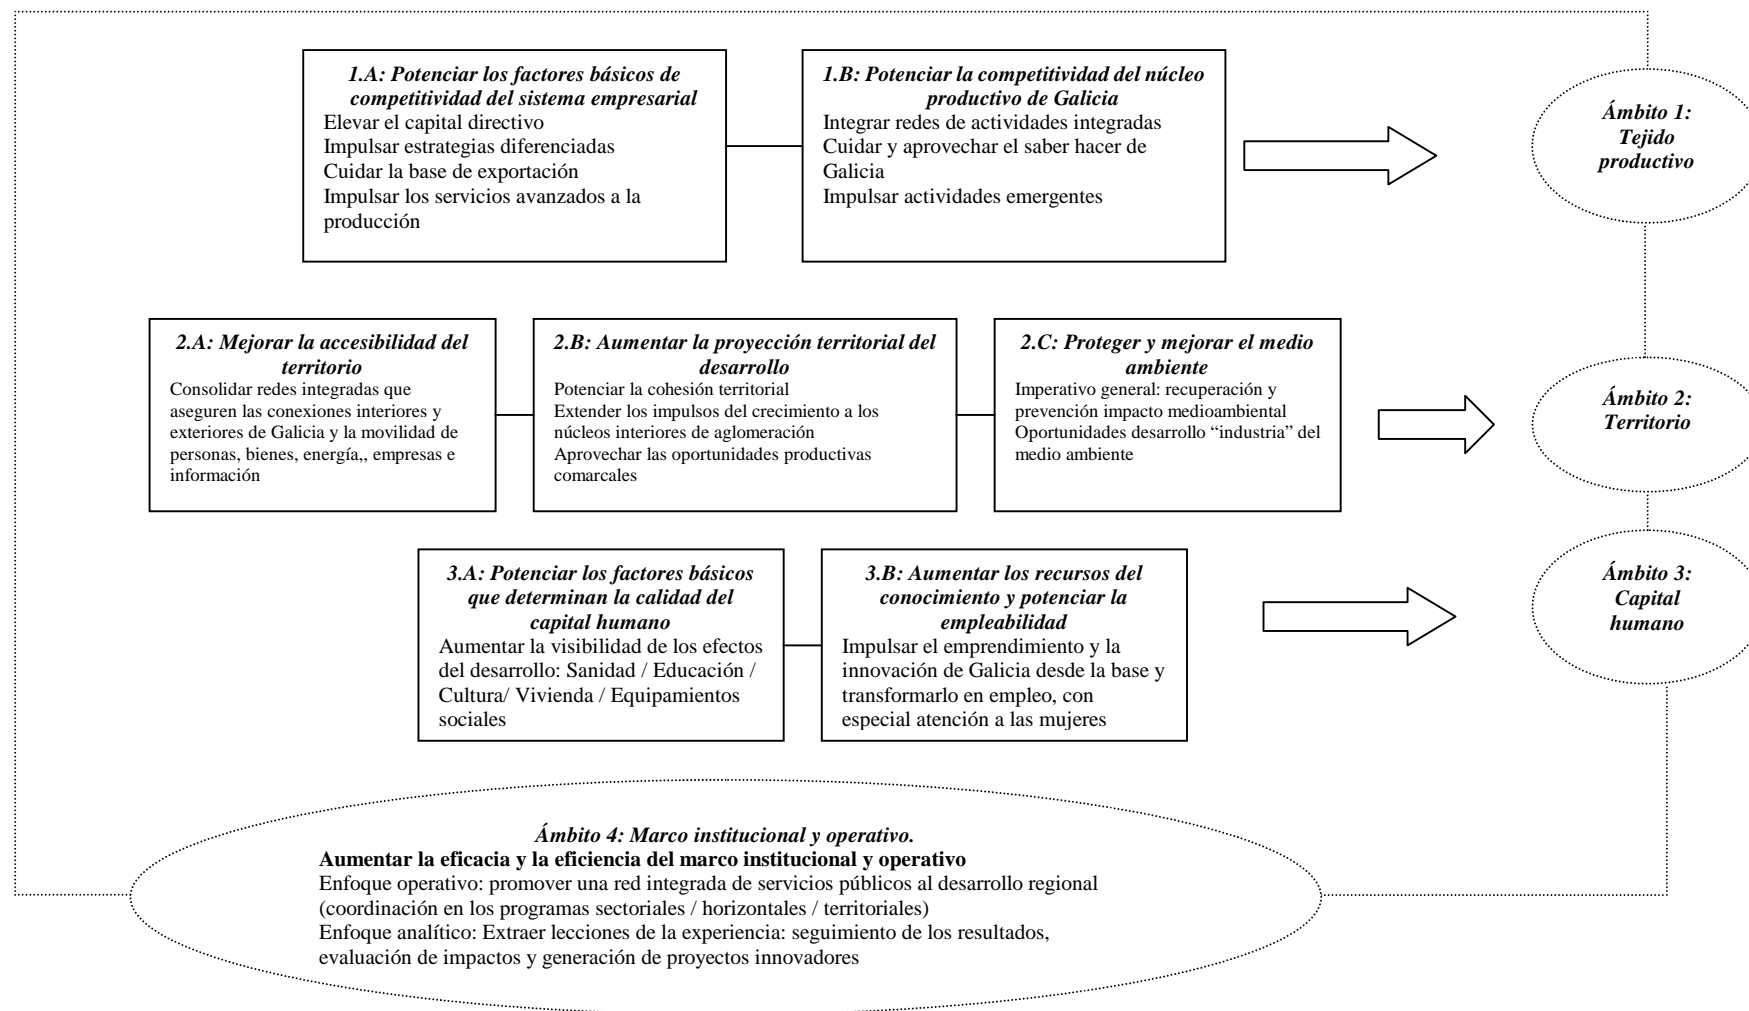 1.A: Potenciar los factores básicos de
competitividad del sistema empresarial
Elevar el capital directivo
Impulsar estrategias diferenciadas
Cuidar la base de exportación
Impulsar los servicios avanzados a la
producción
1.B: Potenciar la competitividad del núcleo
productivo de Galicia
Integrar redes de actividades integradas
Cuidar y aprovechar el saber hacer de
Galicia
Impulsar actividades emergentes
Ámbito 1:
Tejido
productivo
2.A: Mejorar la accesibilidad del
territorio
Consolidar redes integradas que
aseguren las conexiones interiores y
exteriores de Galicia y la movilidad de
personas, bienes, energía,, empresas e
información
2.B: Aumentar la proyección territorial del
desarrollo
Potenciar la cohesión territorial
Extender los impulsos del crecimiento a los
núcleos interiores de aglomeración
Aprovechar las oportunidades productivas
comarcales
2.C: Proteger y mejorar el medio
ambiente
Imperativo general: recuperación y
prevención impacto medioambiental
Oportunidades desarrollo “industria” del
medio ambiente
Ámbito 2:
Territorio
3.A: Potenciar los factores básicos
que determinan la calidad del
capital humano
Aumentar la visibilidad de los efectos
del desarrollo: Sanidad / Educación /
Cultura/ Vivienda / Equipamientos
sociales
3.B: Aumentar los recursos del
conocimiento y potenciar la
empleabilidad
Impulsar el emprendimiento y la
innovación de Galicia desde la base y
transformarlo en empleo, con
especial atención a las mujeres
Ámbito 3:
Capital
humano
Ámbito 4: Marco institucional y operativo.
Aumentar la eficacia y la eficiencia del marco institucional y operativo
Enfoque operativo: promover una red integrada de servicios públicos al desarrollo regional
(coordinación en los programas sectoriales / horizontales / territoriales)
Enfoque analítico: Extraer lecciones de la experiencia: seguimiento de los resultados,
evaluación de impactos y generación de proyectos innovadores